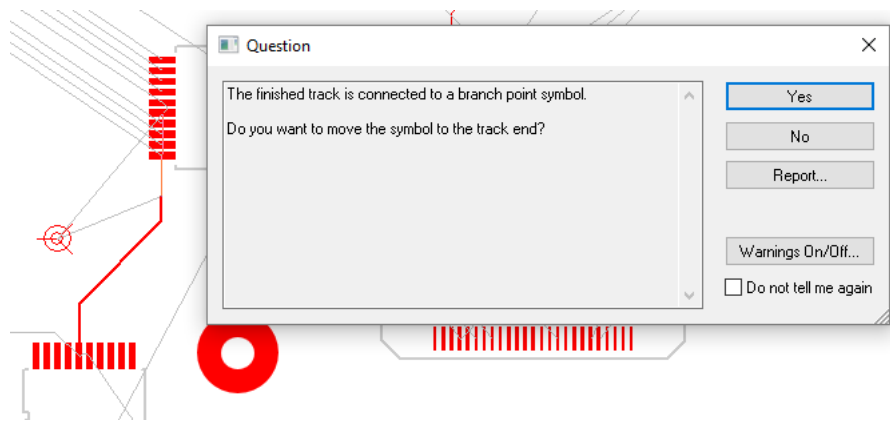 Question
The finished track is connected to a branch point symbol.
Do you want to move the symbol to the track end?
Yes
No
Report...
Warnings On/Off...
Do not tell me again